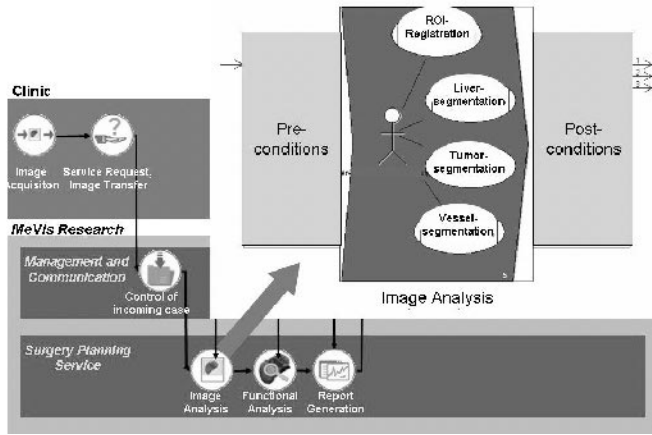 ROI-
Registration
Liver-
segmentation
Tumor-
segmentation
Vessel-
segmentation
Pre-
conditions
Post-
conditions
Image Analysis
Clinic
Image
Acquisiton
Service Request,
Image Transfer
MeVis Research
Management and
Communication
Control of
incoming case
Surgery Planning
Service
Image
Analysis
Functional
Analysis
Report
Generation